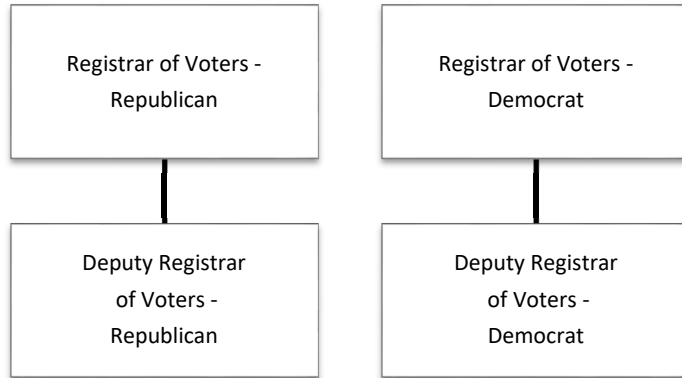 Registrar of Voters -
Republican
Registrar of Voters -
Democrat
Deputy Registrar
of Voters -
Republican
Deputy Registrar
of Voters -
Democrat